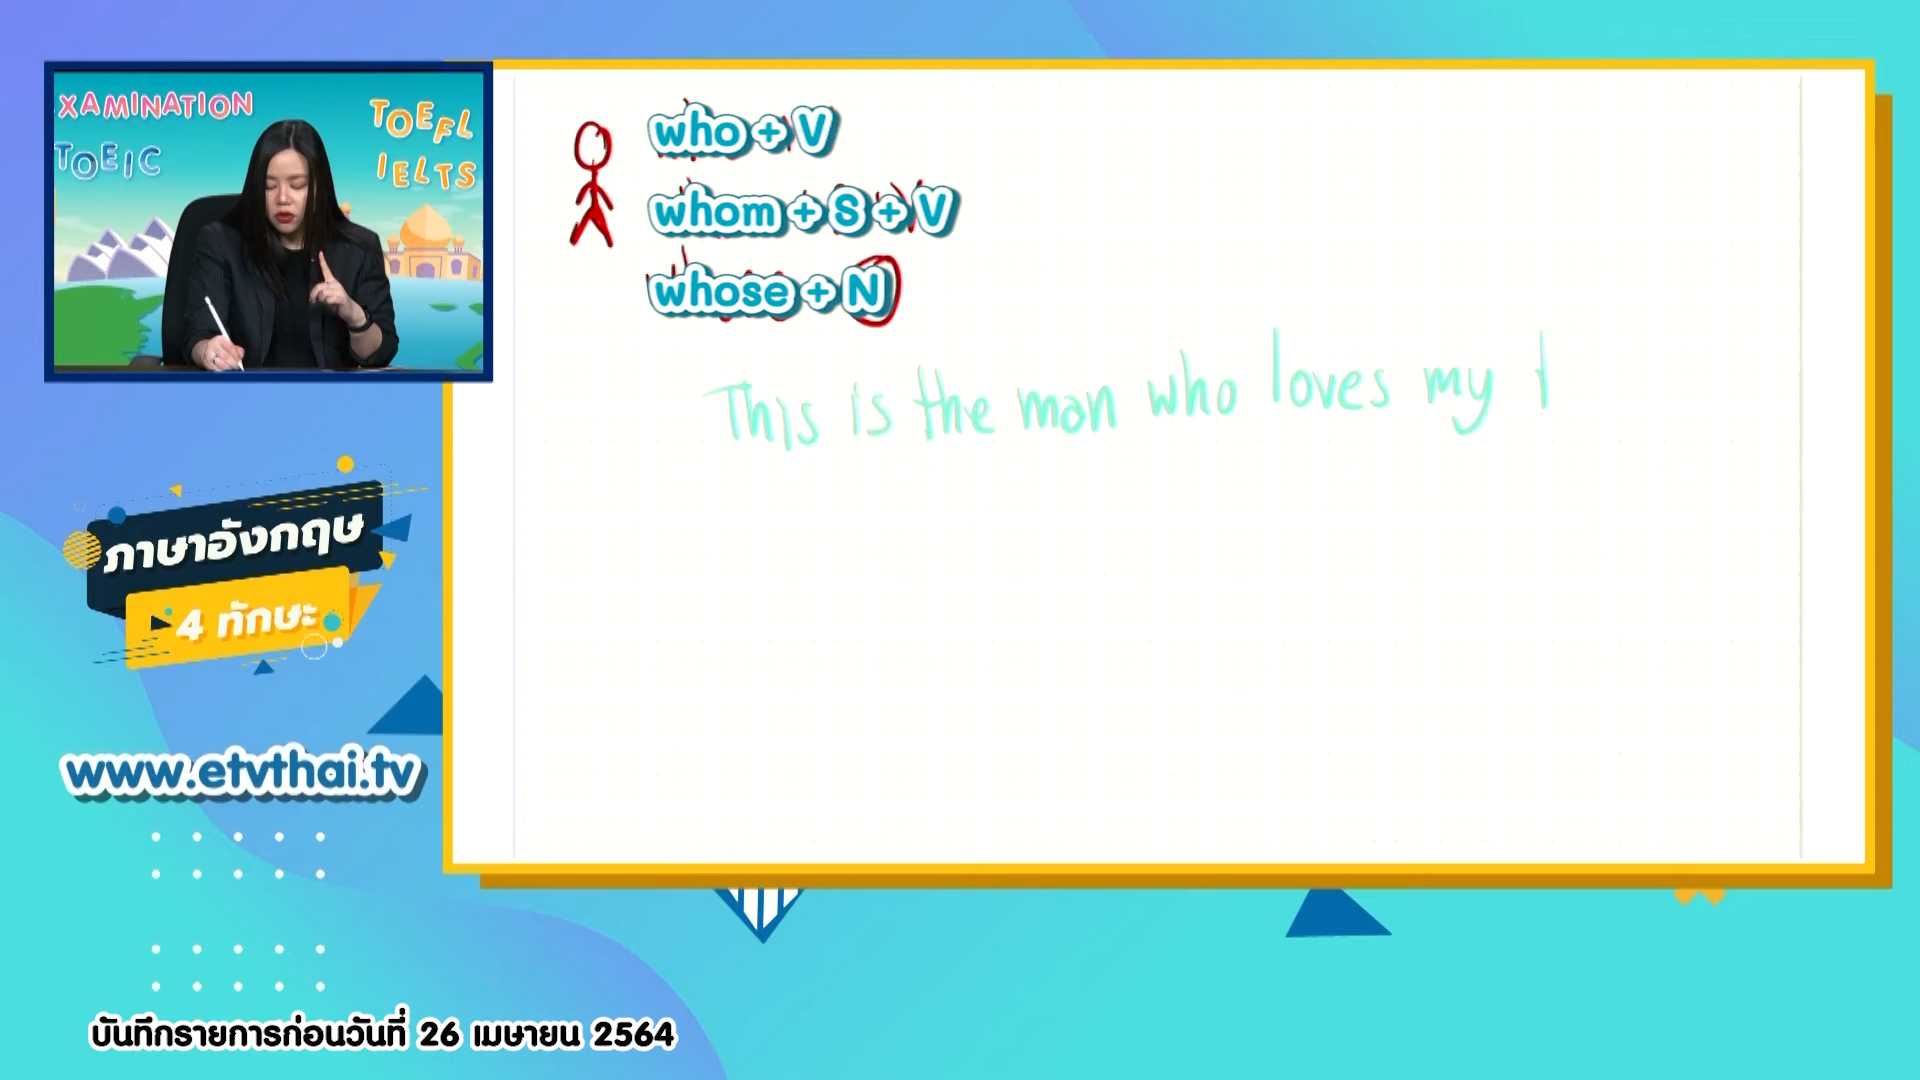 XAMINATION
TOEFL
TOEIC
IELTS
who + V
whom + S + V
whose + N
This is the man who loves my
ภาษาอังกฤษ
4 ทักษะ
www.etvthai.tv
บันทึกรายการก่อนวันที่ 26 เมษายน 2564